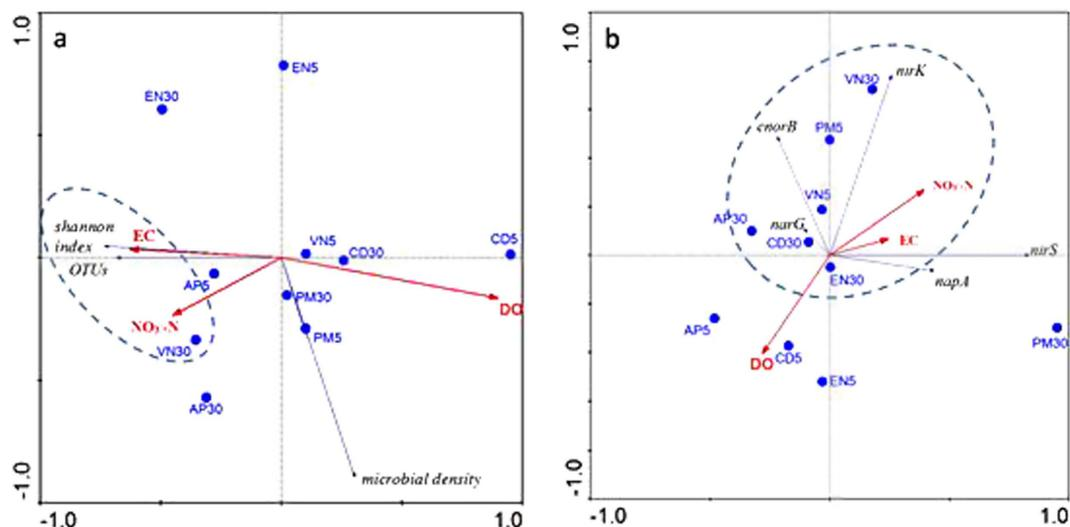 1.0
a
EN5
EN30
shannon
index
EC
OTUs
VN5
CD30
CD5
AP5
PM30
DO
NO₃-N
PM5
VN30
AP30
microbial density
-1.0
-1.0
1.0
1.0
b
VN30
nirK
cnorB
PM5
NO₃-N
VN5
AP30
narG
CD30
EC
nirS
EN30
napA
AP5
PM30
DO
CD5
EN5
-1.0
-1.0
1.0